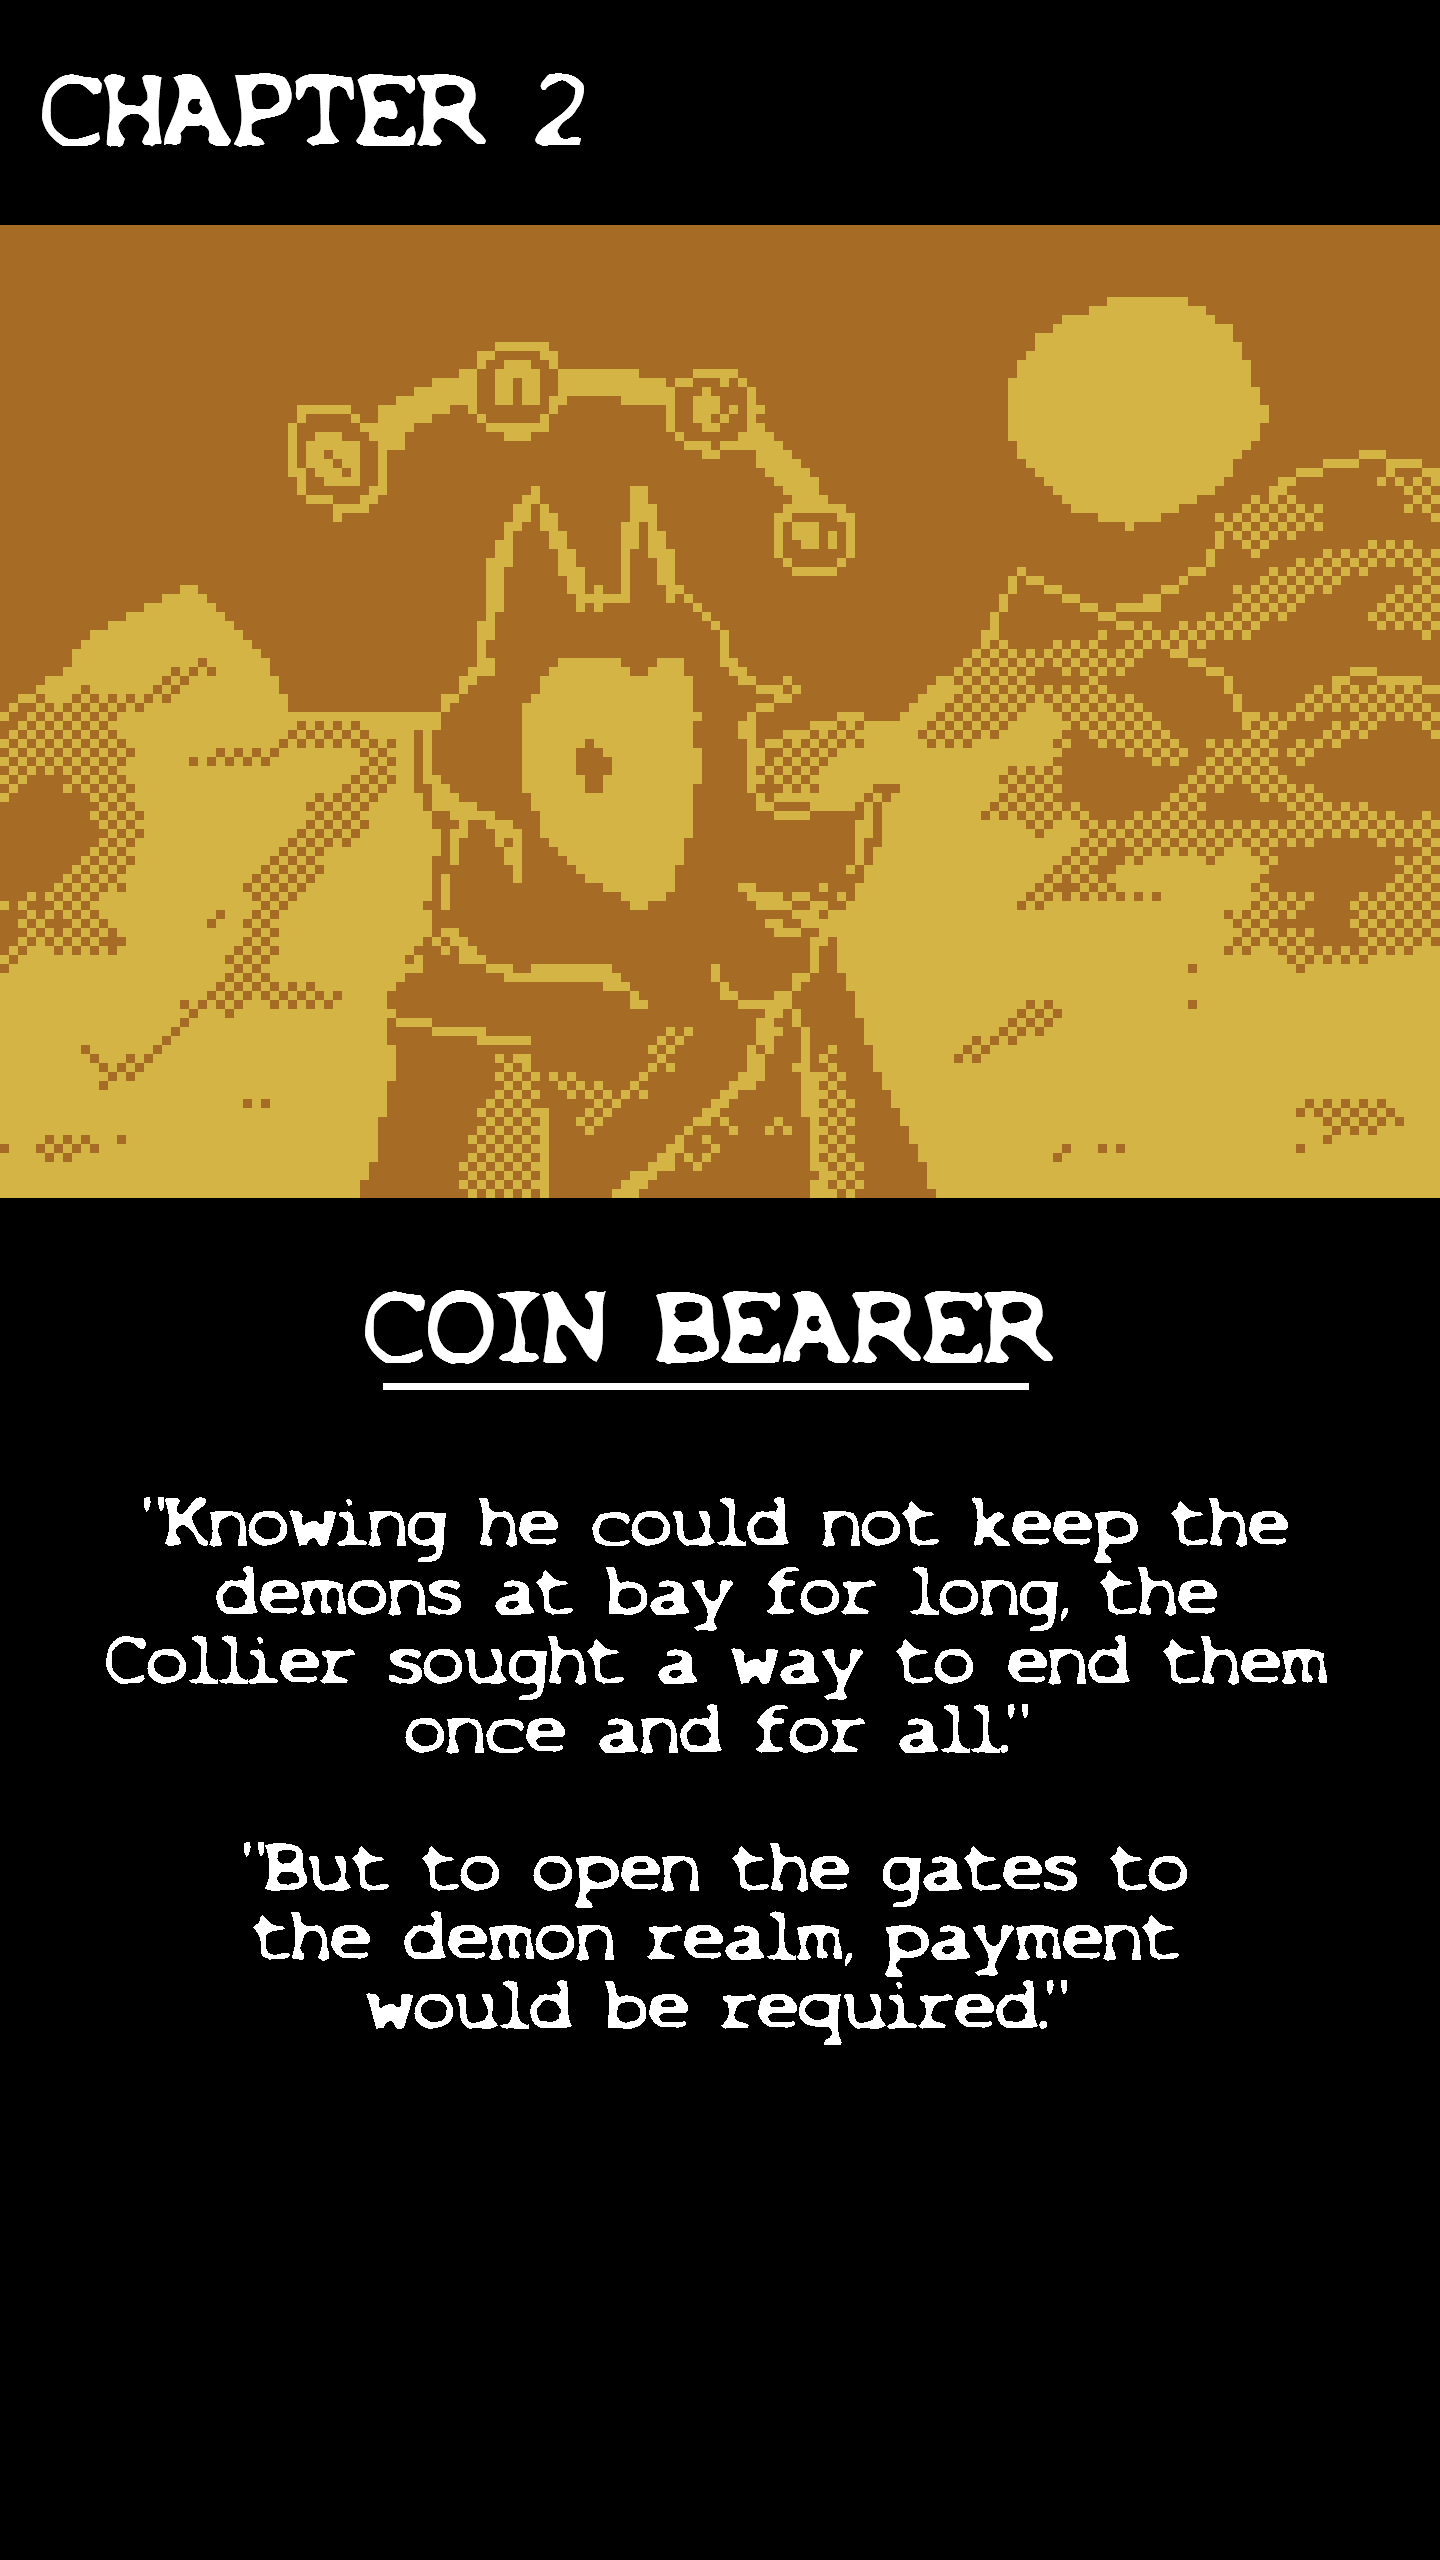 CHAPTER 2
COIN BEARER
"Knowing he could not keep the
demons at bay for long, the
Collier sought a way to end them
once and for all."
"But to open the gates to
the demon realm, payment
would be required."